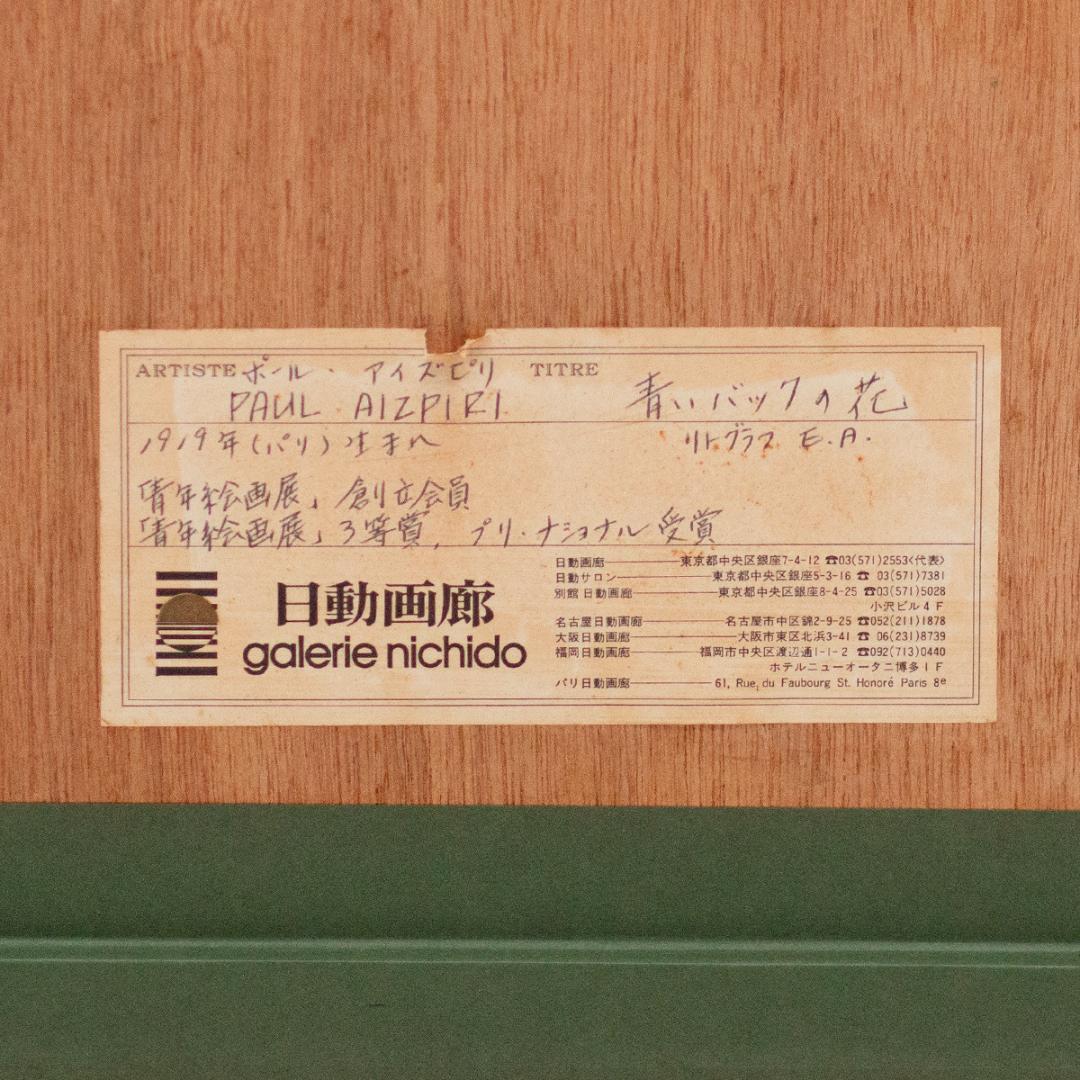 ARTISTE ポール・アイズピリ TITRE
PAUL AIZPIRI 青いバックの花
1919年(パリ)生まれ リトグラフ E.A.
「青年絵画展」創立会員
「青年絵画展」3等賞, プリ・ナショナル受賞
日動画廊
galerie nichido
日動画廊 東京都中央区銀座7-4-12 ☎03(571)2553<代表>
日動サロン 東京都中央区銀座5-3-16 ☎ 03(571)7381
別館日動画廊 東京都中央区銀座8-4-25 ☎03(571)5028
小沢ビル4F
名古屋日動画廊 名古屋市中区錦2-9-25 ☎052(211)1878
大阪日動画廊 大阪市東区北浜3-41 ☎ 06(231)8739
福岡日動画廊 福岡市中央区渡辺通1-1-2 ☎092(713)0440
ホテルニューオータニ博多1F
パリ日動画廊 61, Rue, du Faubourg St. Honoré Paris 8e